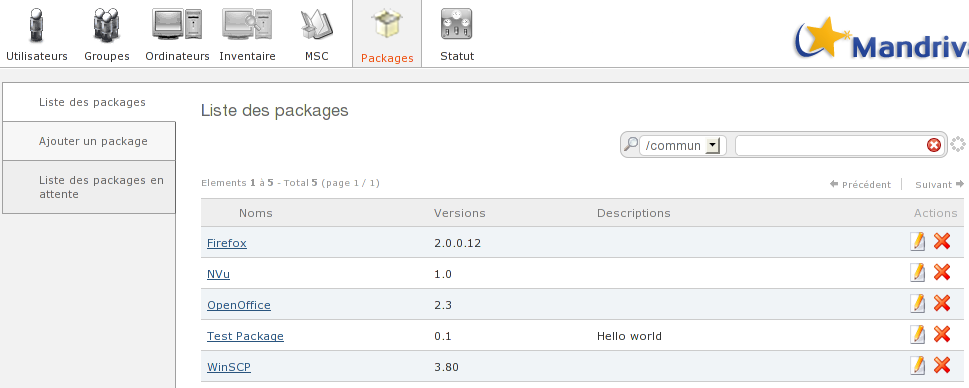 Utilisateurs Groupes Ordinateurs Inventaire MSC Packages Statut
Mandriva
Liste des packages
Ajouter un package
Liste des packages en
attente
Liste des packages
/commun
Elements 1 à 5 - Total 5 (page 1 / 1)
Précédent | Suivant
Noms Versions Descriptions Actions
Firefox 2.0.0.12
NVu 1.0
OpenOffice 2.3
Test Package 0.1 Hello world
WinSCP 3.80